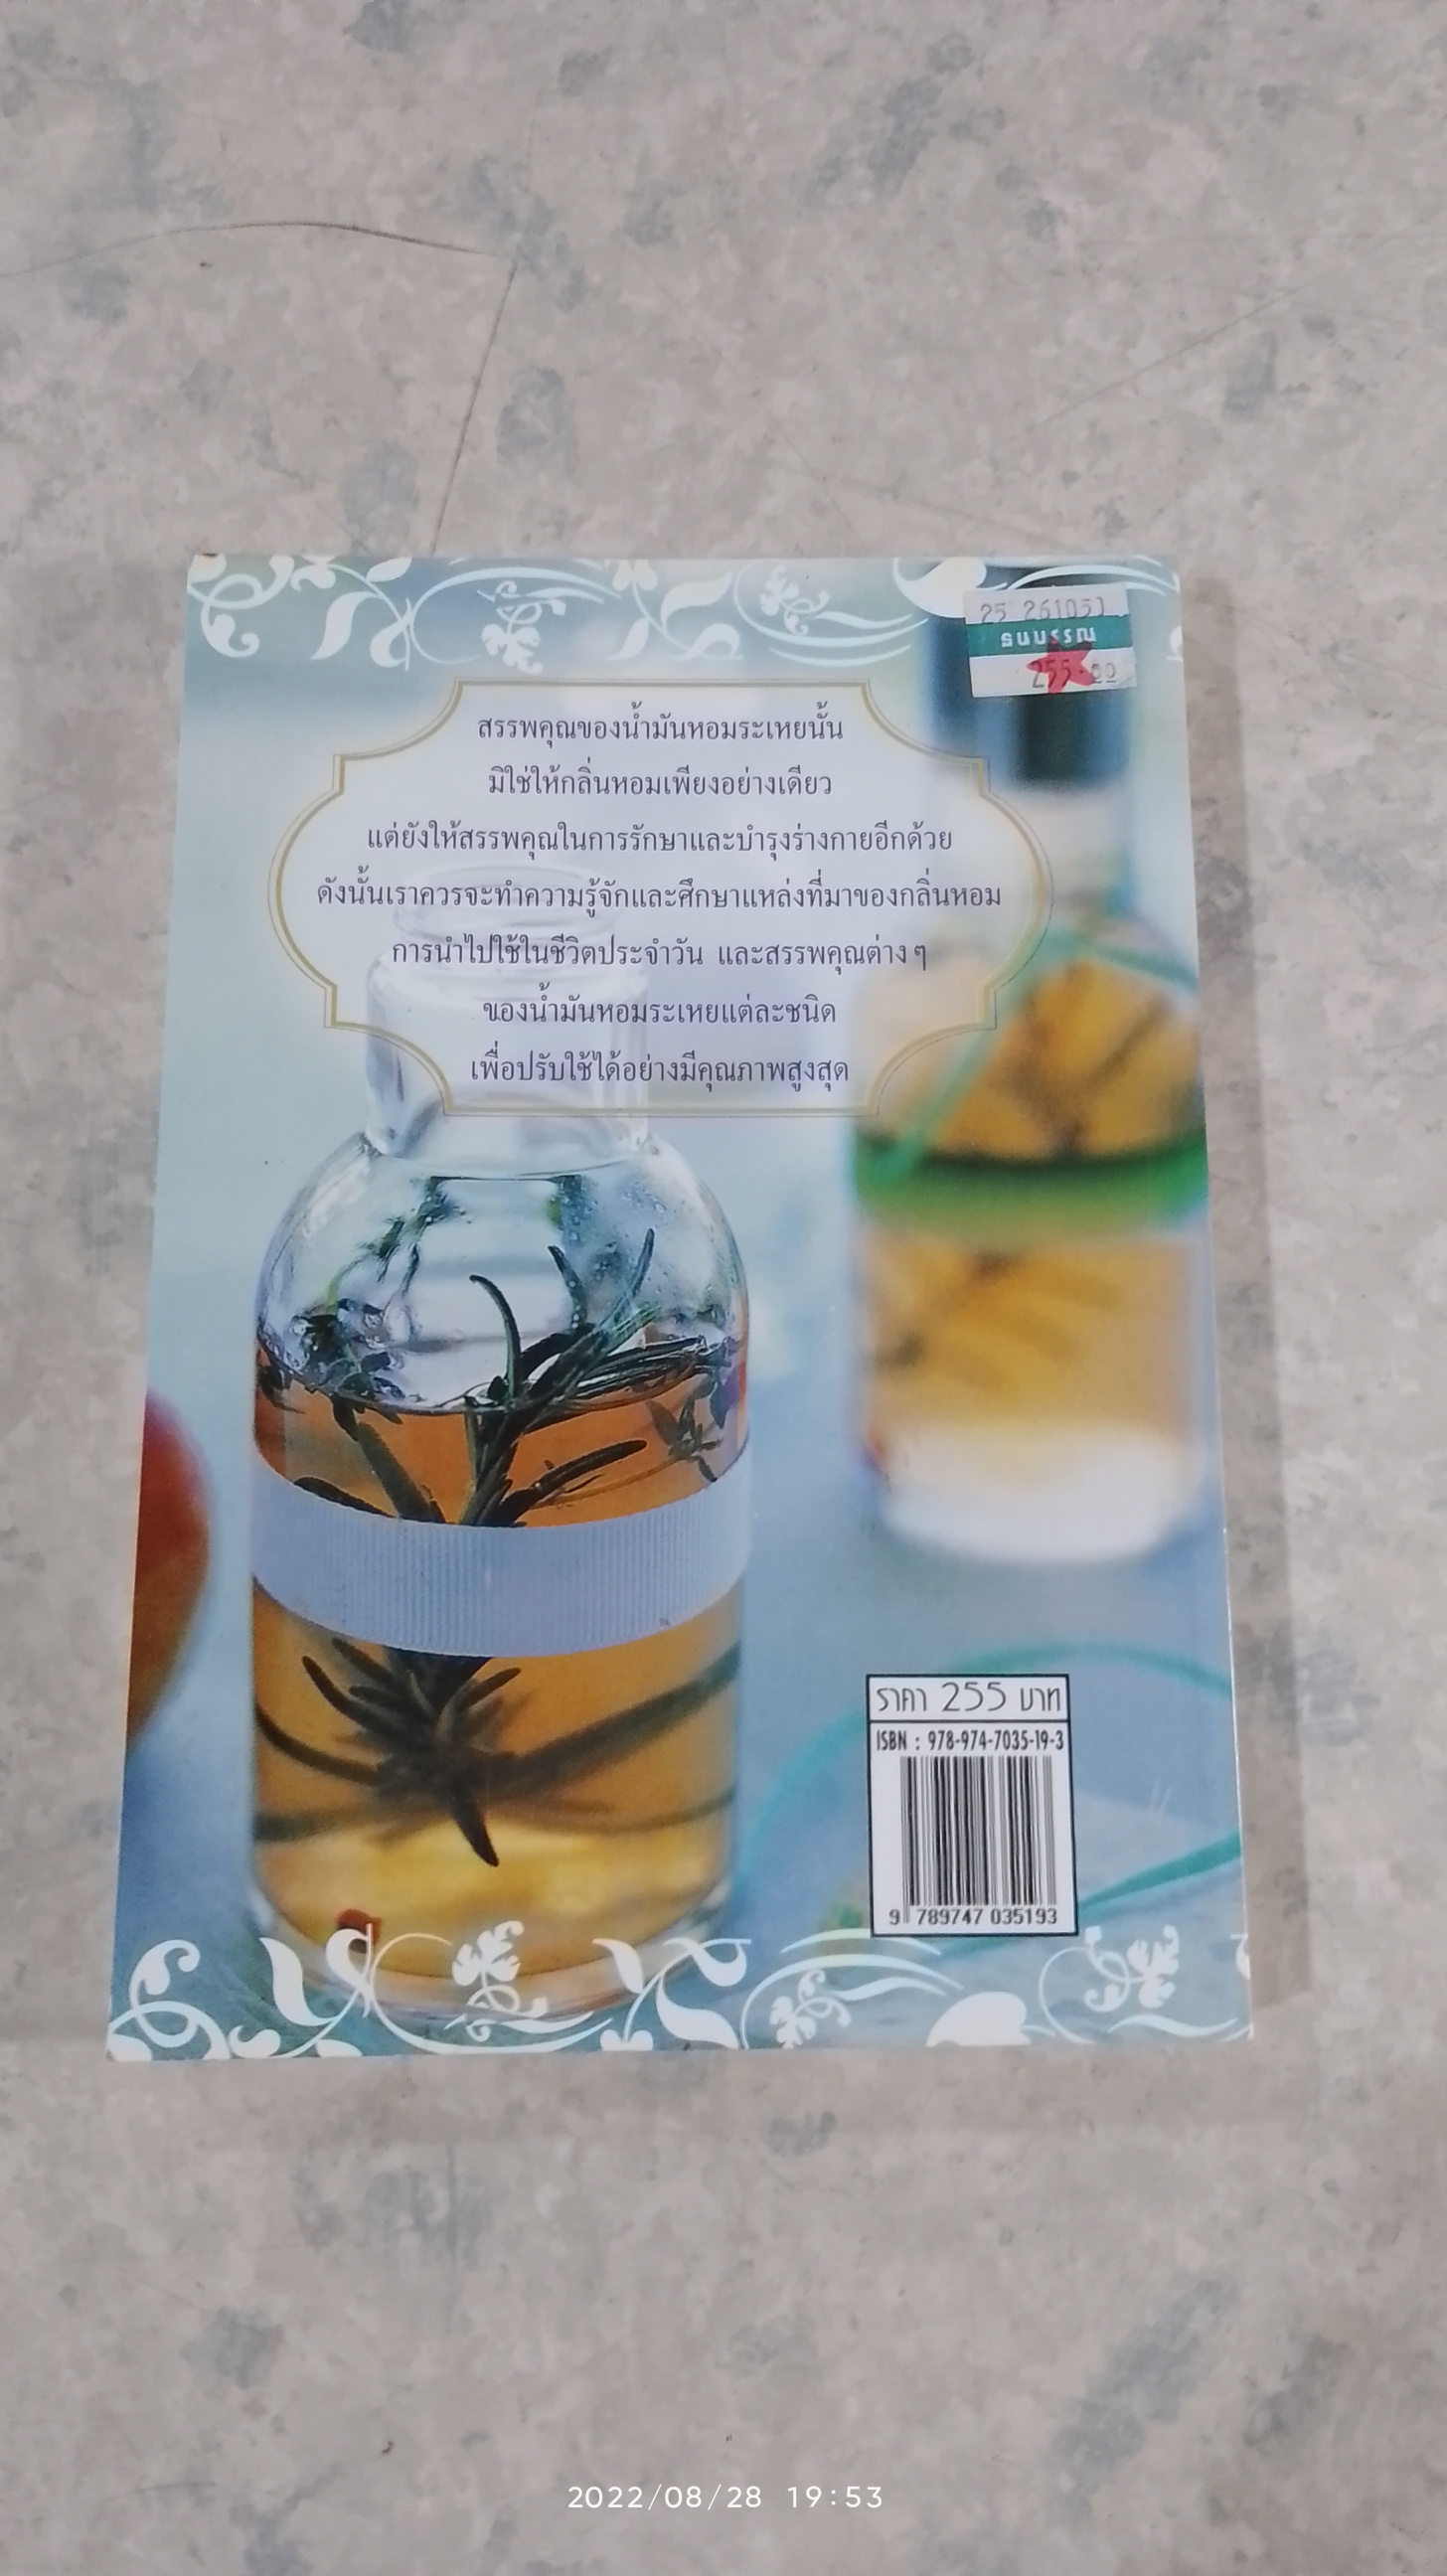 25 261051
ธนบรรณ
255.00
สรรพคุณของน้ำมันหอมระเหยนั้น
มิใช่ให้กลิ่นหอมเพียงอย่างเดียว
แต่ยังให้สรรพคุณในการรักษาและบำรุงร่างกายอีกด้วย
ดังนั้นเราควรจะทำความรู้จักและศึกษาแหล่งที่มาของกลิ่นหอม
การนำไปใช้ในชีวิตประจำวัน และสรรพคุณต่าง ๆ
ของน้ำมันหอมระเหยแต่ละชนิด
เพื่อปรับใช้ได้อย่างมีคุณภาพสูงสุด
ราคา 255 บาท
ISBN : 978-974-7035-19-3
9 789747 035193
2022/08/28 19:53